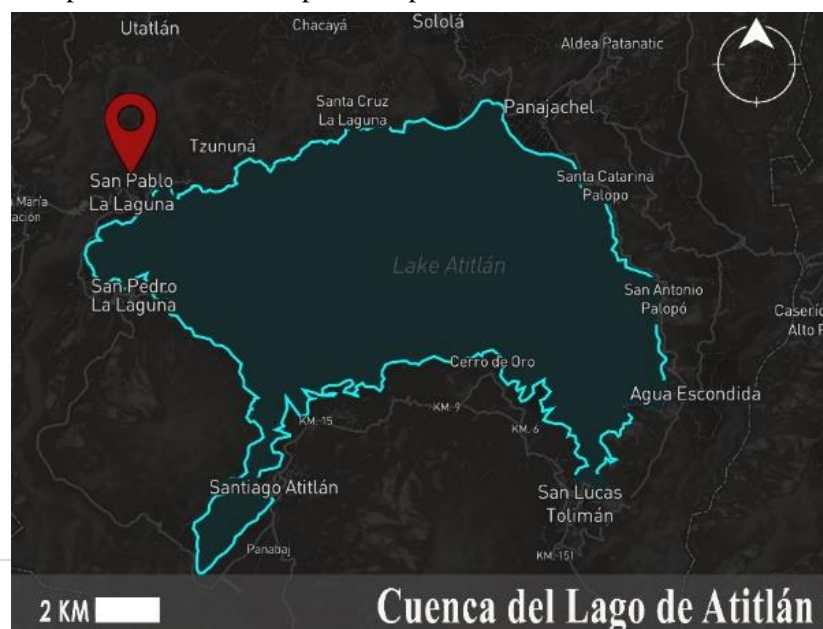 Utatlán
Chacayá
Sololá
Aldea Patanatic
Santa Cruz
La Laguna
Panajachel
Tzununá
San Pablo
La Laguna
Santa Catarina
Palopo
María
Lake Atitlán
San Pedro
La Laguna
San Antonio
Palopó
Alto
Cerro de Oro
Agua Escondida
KM. 9
KM. 15
KM. 6
Santiago Atitlán
San Lucas
Tolimán
Panabaj
KM. 151
2 KM
Cuenca del Lago de Atitlán